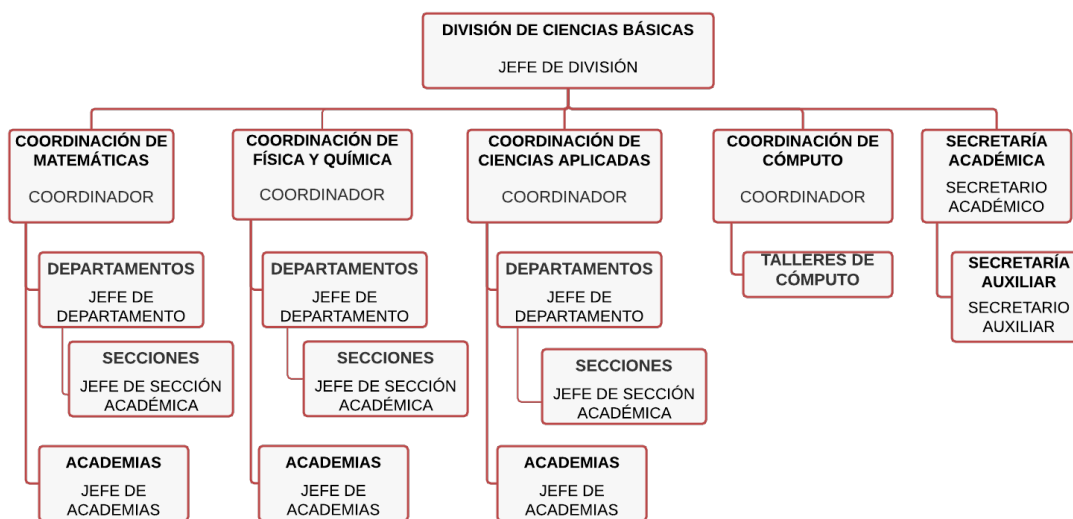 DIVISIÓN DE CIENCIAS BÁSICAS
JEFE DE DIVISIÓN
COORDINACIÓN DE
MATEMÁTICAS
COORDINADOR
DEPARTAMENTOS
JEFE DE
DEPARTAMENTO
SECCIONES
JEFE DE SECCIÓN
ACADÉMICA
ACADEMIAS
JEFE DE
ACADEMIAS
COORDINACIÓN DE
FÍSICA Y QUÍMICA
COORDINADOR
DEPARTAMENTOS
JEFE DE
DEPARTAMENTO
SECCIONES
JEFE DE SECCIÓN
ACADÉMICA
ACADEMIAS
JEFE DE
ACADEMIAS
COORDINACIÓN DE
CIENCIAS APLICADAS
COORDINADOR
DEPARTAMENTOS
JEFE DE
DEPARTAMENTO
SECCIONES
JEFE DE SECCIÓN
ACADÉMICA
ACADEMIAS
JEFE DE
ACADEMIAS
COORDINACIÓN DE
CÓMPUTO
COORDINADOR
TALLERES DE
CÓMPUTO
SECRETARÍA
ACADÉMICA
SECRETARIO
ACADÉMICO
SECRETARÍA
AUXILIAR
SECRETARIO
AUXILIAR